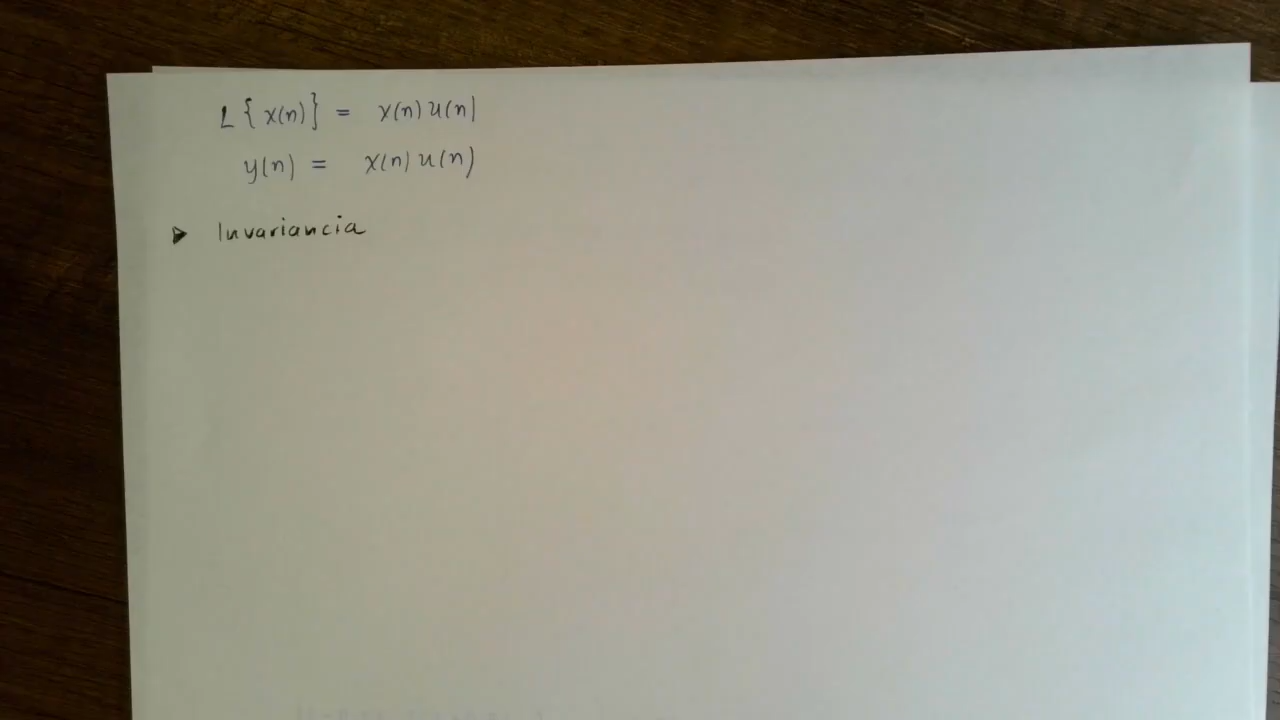 L{x(n)} = x(n)u(n)
y(n) = x(n)u(n)
▶ Invariancia